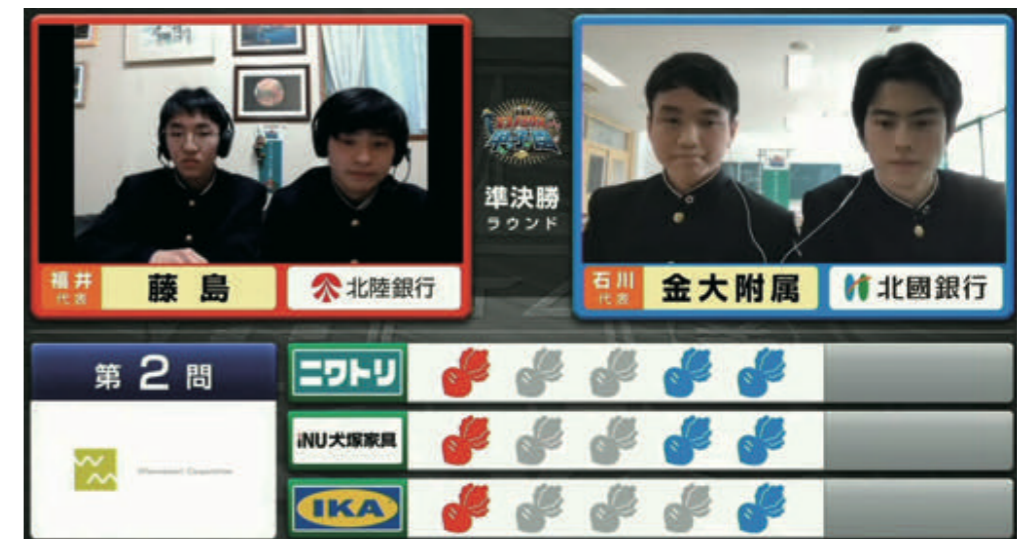 準決勝
ラウンド
福井
代表
藤島
北陸銀行
石川
代表
金大附属
北國銀行
第2問
ニワトリ
iNU犬塚家具
IKA